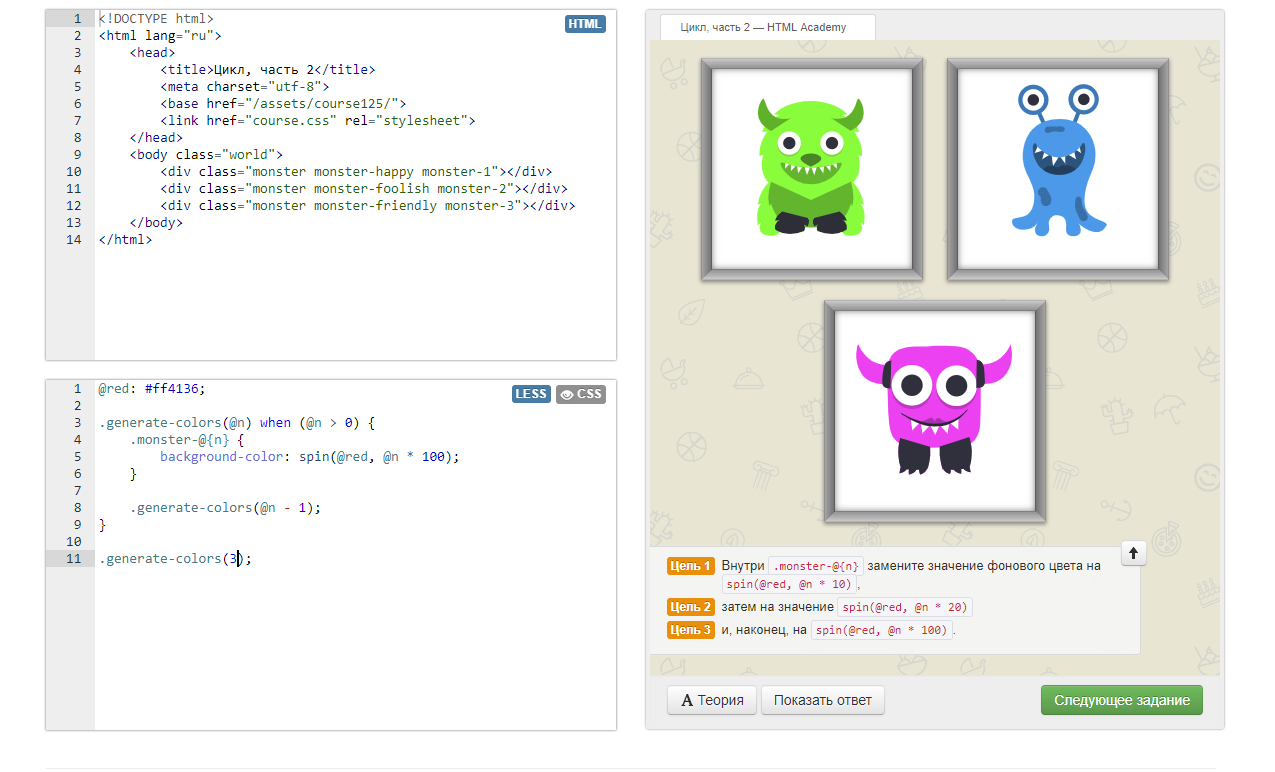 1 <!DOCTYPE html>
HTML
2 <html lang="ru">
3 <head>
4 <title>Цикл, часть 2</title>
5 <meta charset="utf-8">
6 <base href="/assets/course125/">
7 <link href="course.css" rel="stylesheet">
8 </head>
9 <body class="world">
10 <div class="monster monster-happy monster-1"></div>
11 <div class="monster monster-foolish monster-2"></div>
12 <div class="monster monster-friendly monster-3"></div>
13 </body>
14 </html>
1 @red: #ff4136;
LESS CSS
2
3 .generate-colors(@n) when (@n > 0) {
4 .monster-@{n} {
5 background-color: spin(@red, @n * 100);
6 }
7
8 .generate-colors(@n - 1);
9 }
10
11 .generate-colors(3);
Цикл, часть 2 — HTML Academy
Цель 1 Внутри .monster-@{n} замените значение фонового цвета на
spin(@red, @n * 10),
Цель 2 затем на значение spin(@red, @n * 20)
Цель 3 и, наконец, на spin(@red, @n * 100).
A Теория Показать ответ Следующее задание